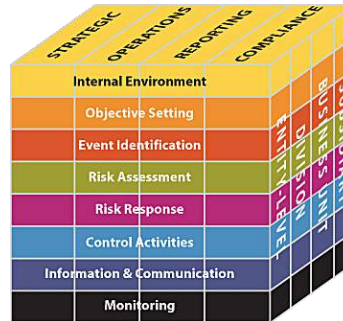 STRATEGIC
OPERATIONS
REPORTING
COMPLIANCE
Internal Environment
Objective Setting
Event Identification
Risk Assessment
Risk Response
Control Activities
Information & Communication
Monitoring
ENTITY-LEVEL
DIVISION
BUSINESS UNIT
SUBSIDIARY